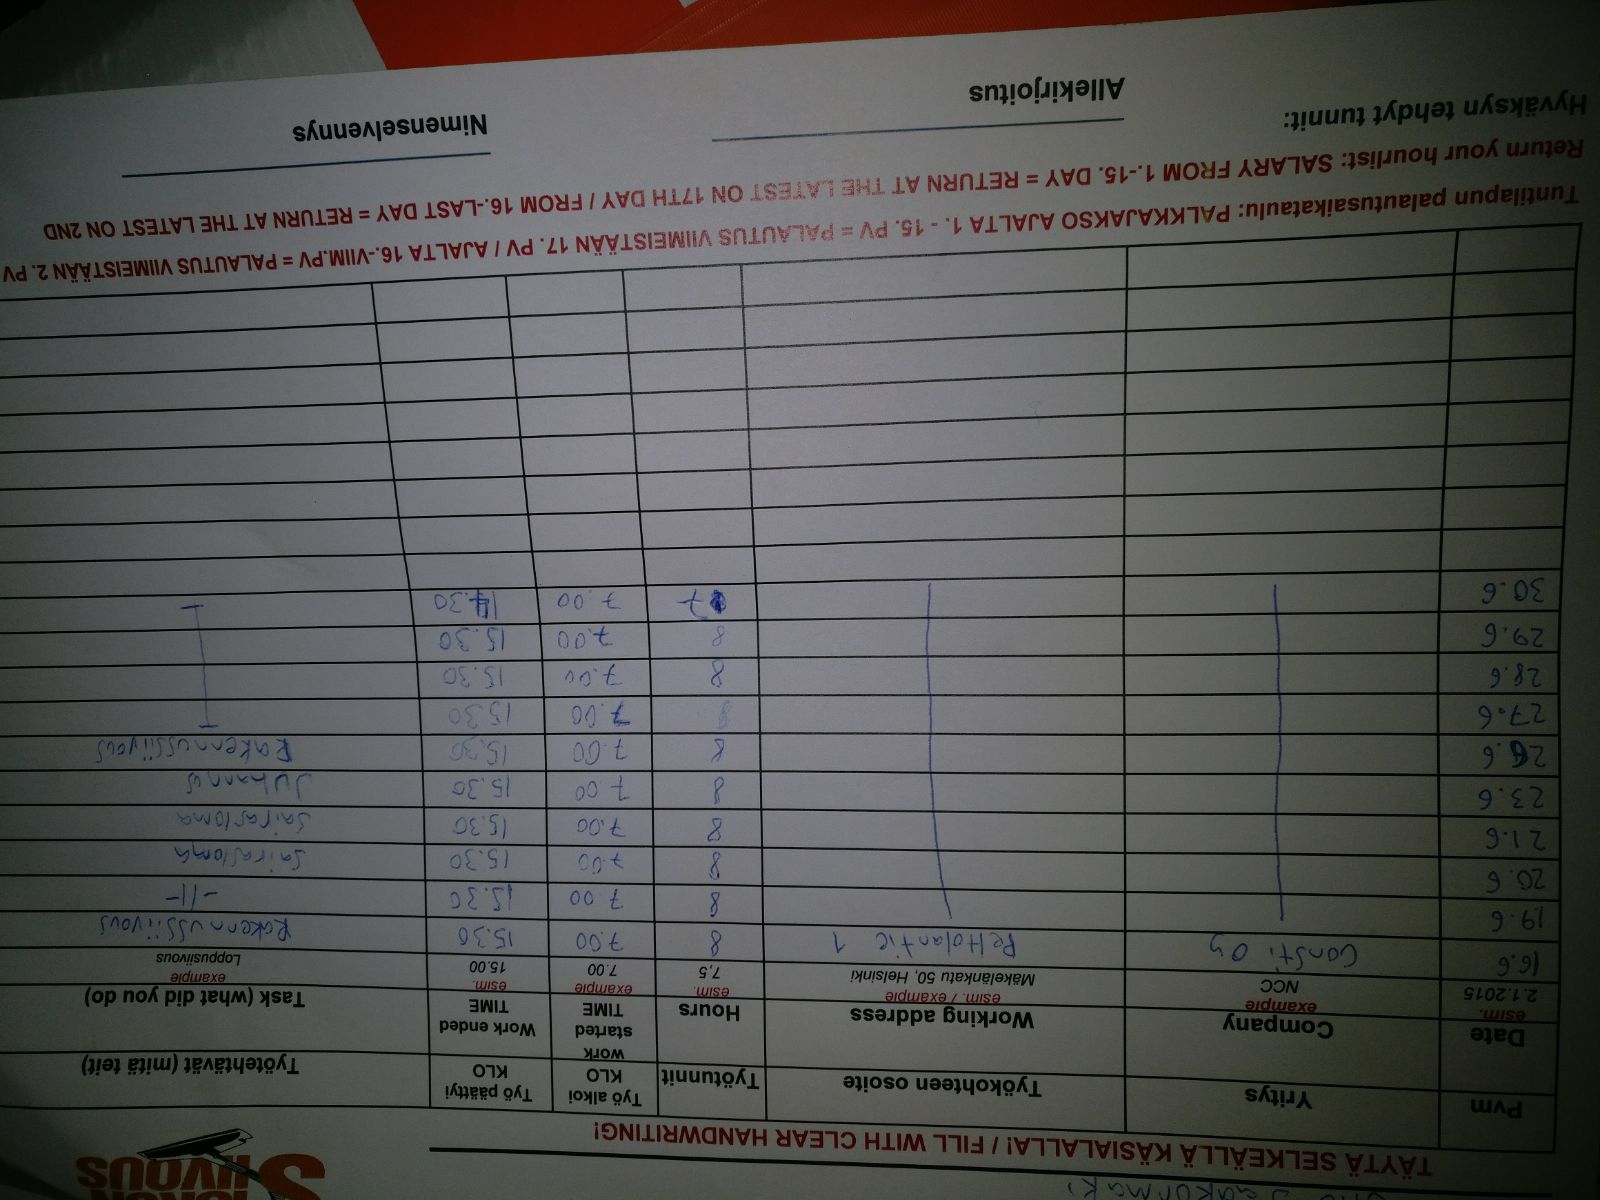 Jaakonmäki
SIISKON
SIIVOUS
TÄYTÄ SELKEÄLLÄ KÄSIALALLA! / FILL WITH CLEAR HANDWRITING!
Pvm Yritys Työkohteen osoite Työtunnit Työ alkoi KLO Työ päättyi KLO Työtehtävät (mitä teit)
Date Company Working address Hours work started TIME Work ended TIME Task (what did you do)
esim. example esim. / example esim. example esim. example
2.1.2015 NCC Mäkelänkatu 50, Helsinki 7,5 7.00 15.00 Loppusiivous
16.6 Consti Oy Peltolantie 1 8 7.00 15.30 Rakennussiivous
19.6 8 7.00 15.30 -11-
20.6 8 7.00 15.30 Sairasloma
21.6 8 7.00 15.30 Sairasloma
23.6 8 7.00 15.30 Juhannus
26.6 8 7.00 15.30 Rakennussiivous
27.6 8 7.00 15.30
28.6 8 7.00 15.30
29.6 8 7.00 15.30
30.6 7 7.00 14.30
Tuntilapun palautusaikataulu: PALKKAJAKSO AJALTA 1. - 15. PV = PALAUTUS VIIMEISTÄÄN 17. PV / AJALTA 16.-VIIM.PV = PALAUTUS VIIMEISTÄÄN 2. PV
Return your hourlist: SALARY FROM 1.-15. DAY = RETURN AT THE LATEST ON 17TH DAY / FROM 16.-LAST DAY = RETURN AT THE LATEST ON 2ND
Hyväksyn tehdyt tunnit:
Allekirjoitus Nimenselvennys